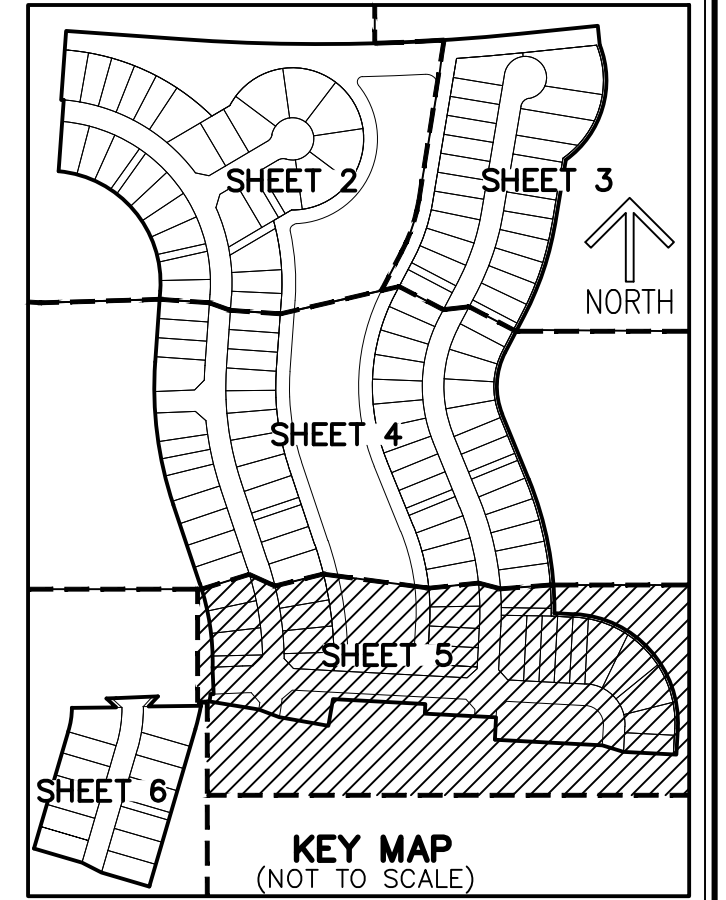 SHEET 2
SHEET 3
NORTH
SHEET 4
SHEET 5
SHEET 6
KEY MAP
(NOT TO SCALE)